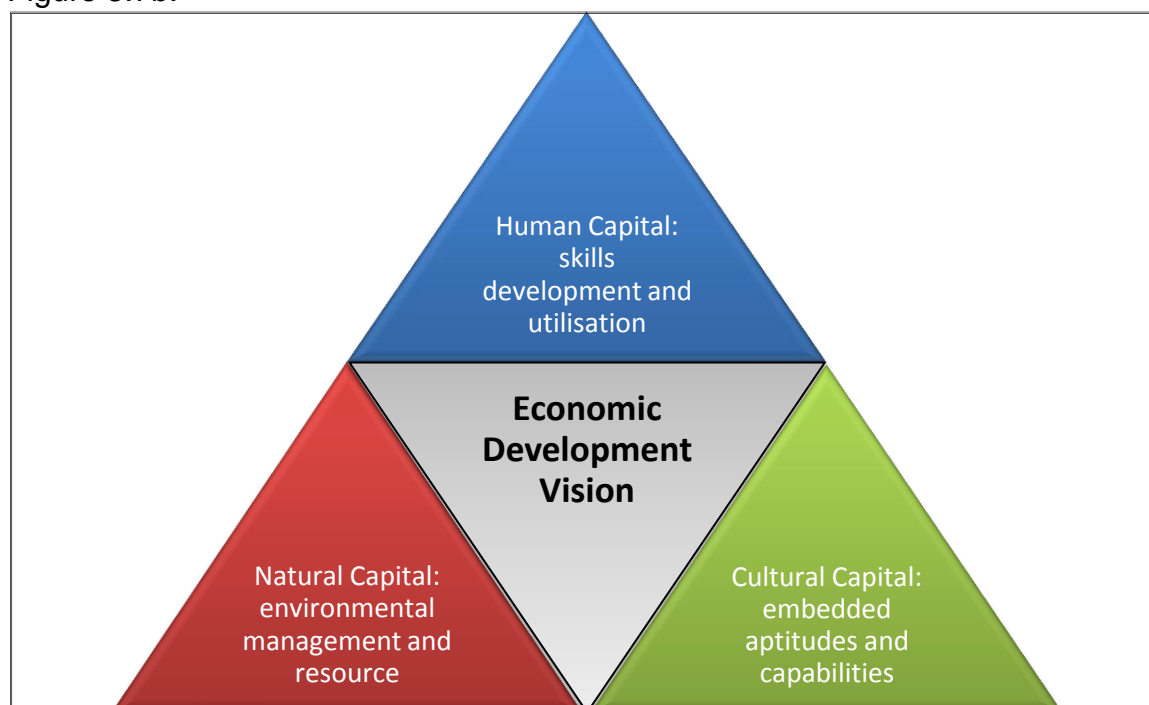 Human Capital:
skills
development and
utilisation
Economic
Development
Vision
Natural Capital:
environmental
management and
resource
Cultural Capital:
embedded
aptitudes and
capabilities